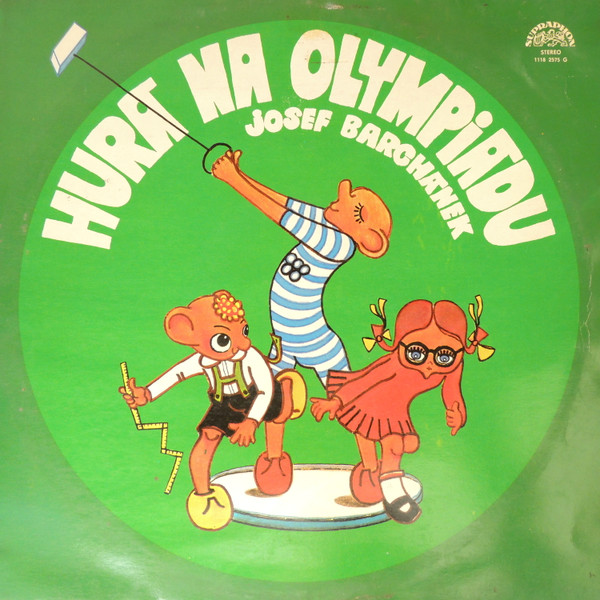 HURÁ NA OLYMPIÁDU
JOSEF BARCHÁNEK
SUPRAPHON
STEREO
1118 2575 G